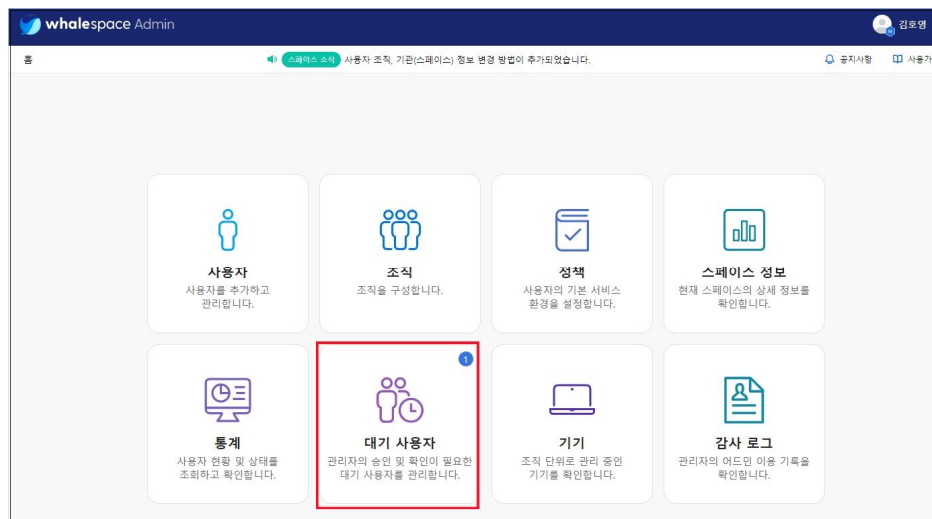 whalespace Admin
김호영
홈
스페이스 소식 사용자 조직, 기관(스페이스) 정보 변경 방법이 추가되었습니다.
공지사항
사용가
사용자
사용자를 추가하고
관리합니다.
조직
조직을 구성합니다.
정책
사용자의 기본 서비스
환경을 설정합니다.
스페이스 정보
현재 스페이스의 상세 정보를
확인합니다.
통계
사용자 현황 및 상태를
조회하고 확인합니다.
1
대기 사용자
관리자의 승인 및 확인이 필요한
대기 사용자를 관리합니다.
기기
조직 단위로 관리 중인
기기를 확인합니다.
감사 로그
관리자의 어드민 이용 기록을
확인합니다.